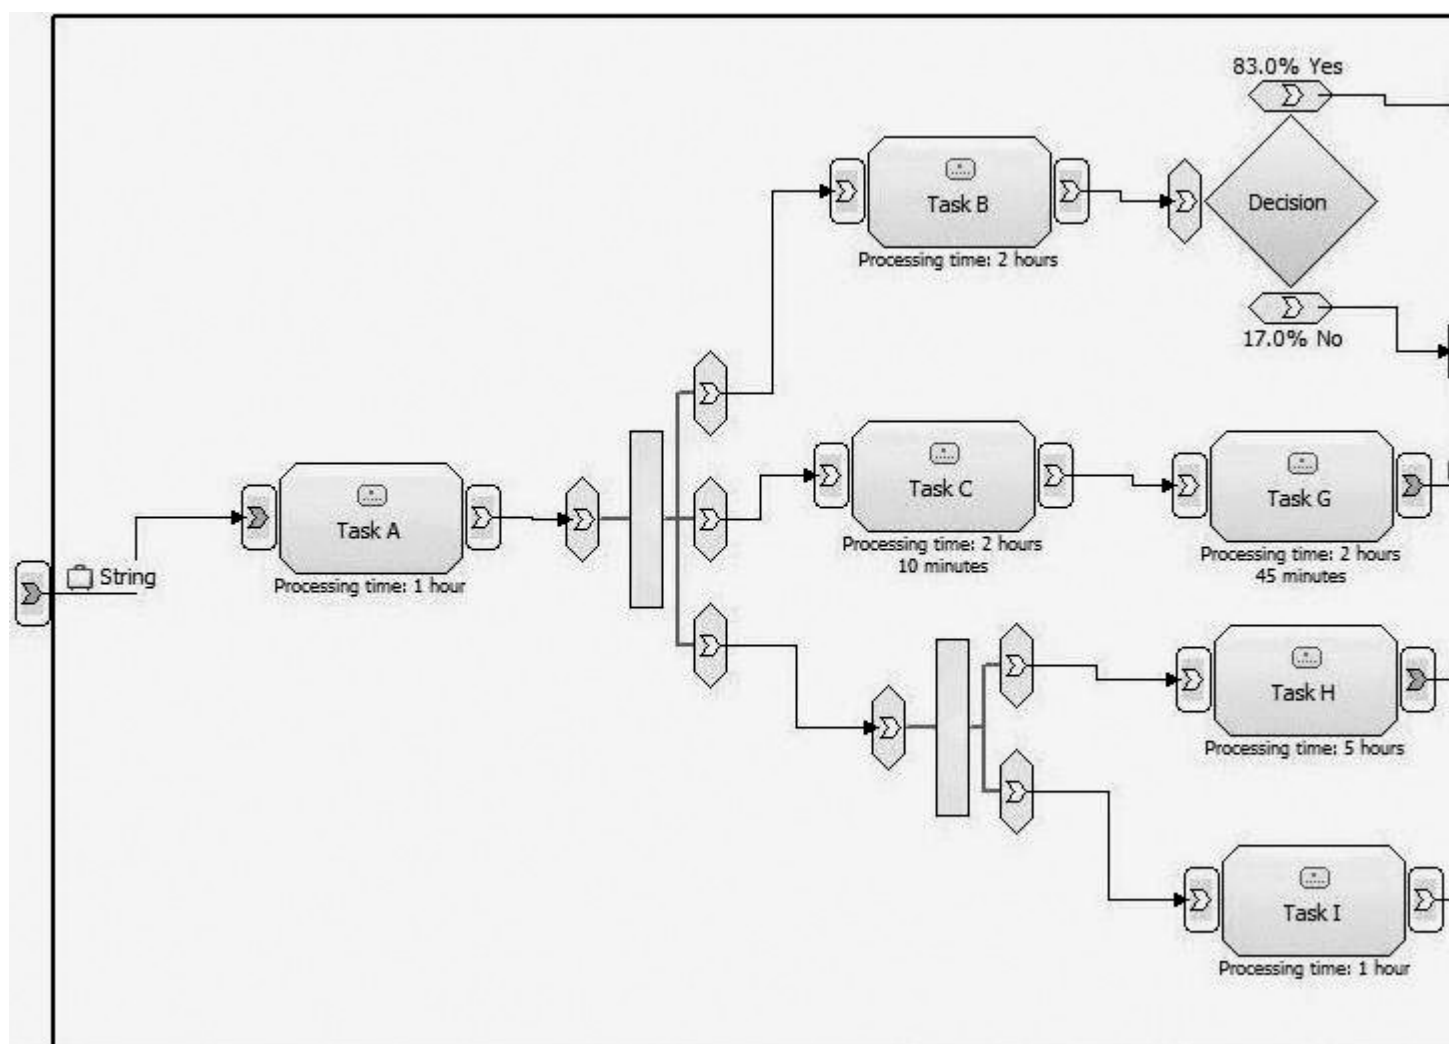 83.0% Yes
Task B
Decision
Processing time: 2 hours
17.0% No
Task C
Task G
Task A
Processing time: 2 hours
10 minutes
Processing time: 2 hours
45 minutes
String
Processing time: 1 hour
Task H
Processing time: 5 hours
Task I
Processing time: 1 hour